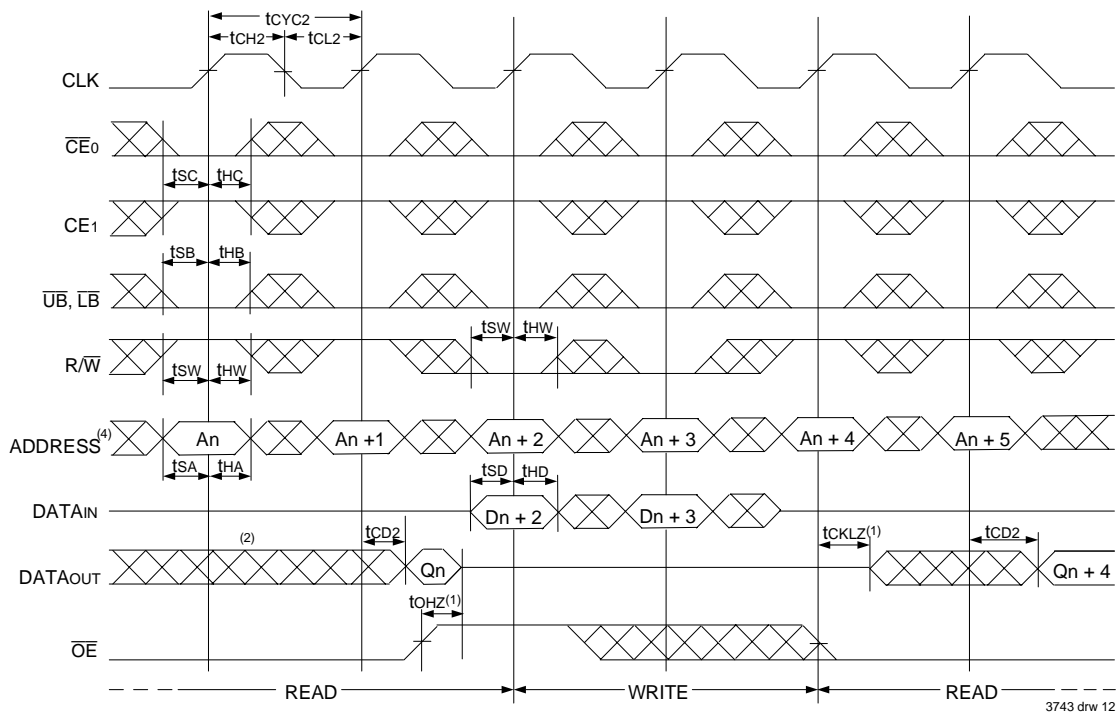 tCYC2
tCH2 tCL2
CLK
CE0
tSC tHC
CE1
tSB tHB
UB, LB
tSW tHW
R/W
tSW tHW
ADDRESS(4) An An +1 An + 2 An + 3 An + 4 An + 5
tSA tHA
tSD tHD
DATAIN Dn + 2 Dn + 3
(2) tCD2 tCKLZ(1) tCD2
DATAOUT Qn Qn + 4
tOHZ(1)
OE
READ WRITE READ
3743 drw 12